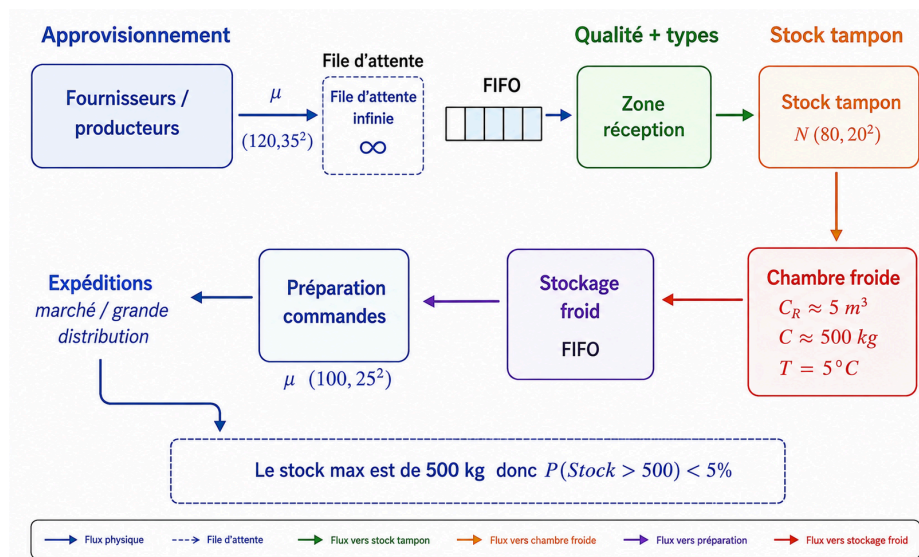 Approvisionnement
Fournisseurs /
producteurs
μ
(120,35²)
File d'attente
File d'attente
infinie
∞
FIFO
Qualité + types
Zone
réception
Stock tampon
Stock tampon
N (80, 20²)
Expéditions
marché / grande
distribution
Préparation
commandes
μ (100, 25²)
Stockage
froid
FIFO
Chambre froide
C_R ≈ 5 m³
C ≈ 500 kg
T = 5°C
Le stock max est de 500 kg donc P(Stock > 500) < 5%
Flux physique
File d'attente
Flux vers stock tampon
Flux vers chambre froide
Flux vers préparation
Flux vers stockage froid